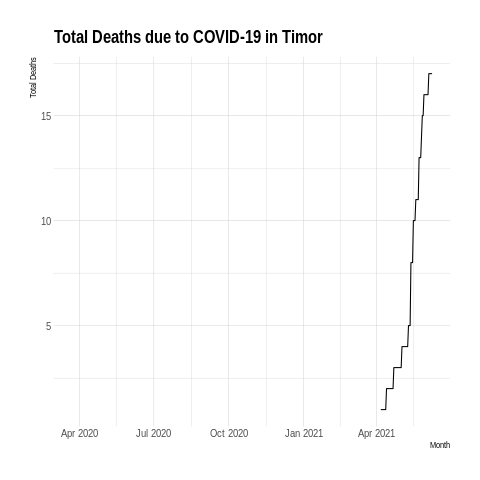 Total Deaths due to COVID-19 in Timor
Total Deaths
15
10
5
Apr 2020 Jul 2020 Oct 2020 Jan 2021 Apr 2021
Month